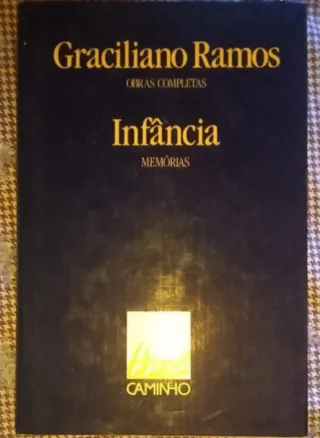 Graciliano Ramos
OBRAS COMPLETAS
Infância
MEMÓRIAS
CAMINHO